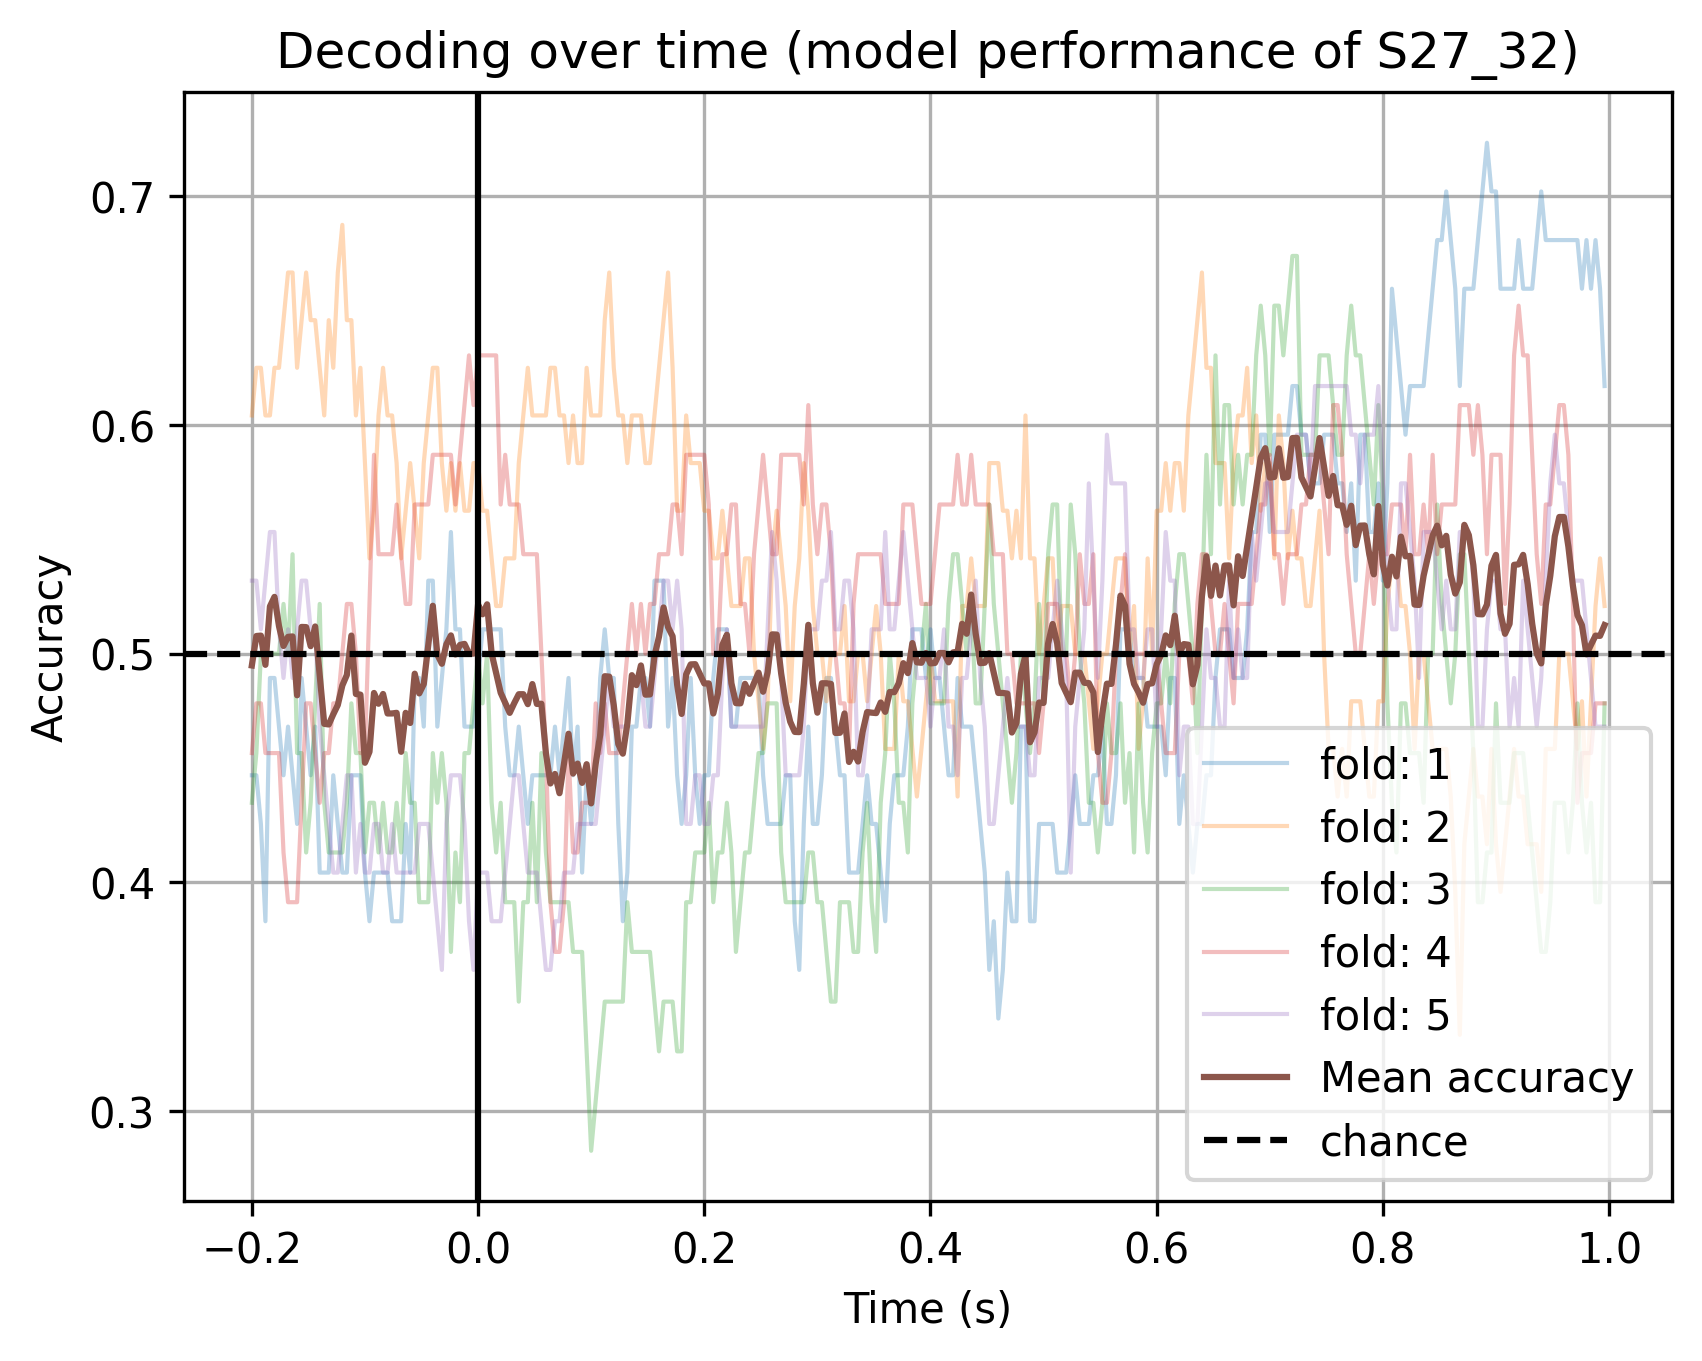 Decoding over time (model performance of S27_32)
Accuracy
0.7
0.6
0.5
0.4
0.3
−0.2
0.0
0.2
0.4
0.6
0.8
1.0
Time (s)
fold: 1
fold: 2
fold: 3
fold: 4
fold: 5
Mean accuracy
chance